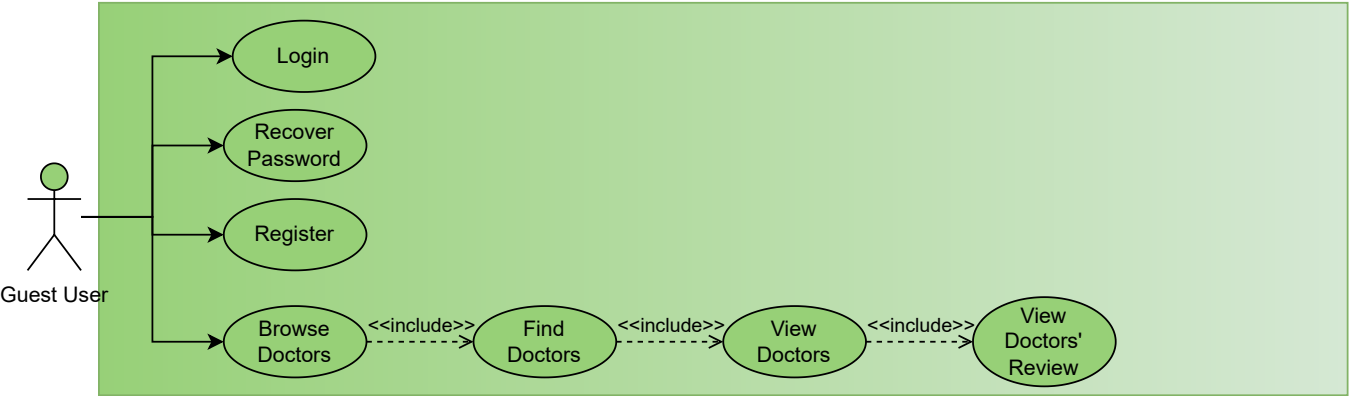 Login
Recover
Password
Register
Guest User
Browse
Doctors
<<include>>
Find
Doctors
<<include>>
View
Doctors
<<include>>
View
Doctors'
Review